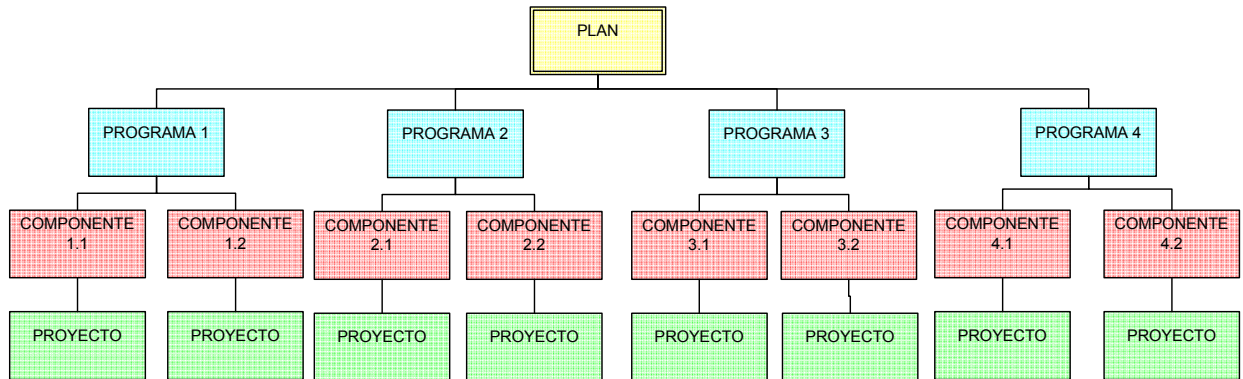 PLAN
PROGRAMA 1
PROGRAMA 2
PROGRAMA 3
PROGRAMA 4
COMPONENTE
1.1
COMPONENTE
1.2
COMPONENTE
2.1
COMPONENTE
2.2
COMPONENTE
3.1
COMPONENTE
3.2
COMPONENTE
4.1
COMPONENTE
4.2
PROYECTO
PROYECTO
PROYECTO
PROYECTO
PROYECTO
PROYECTO
PROYECTO
PROYECTO